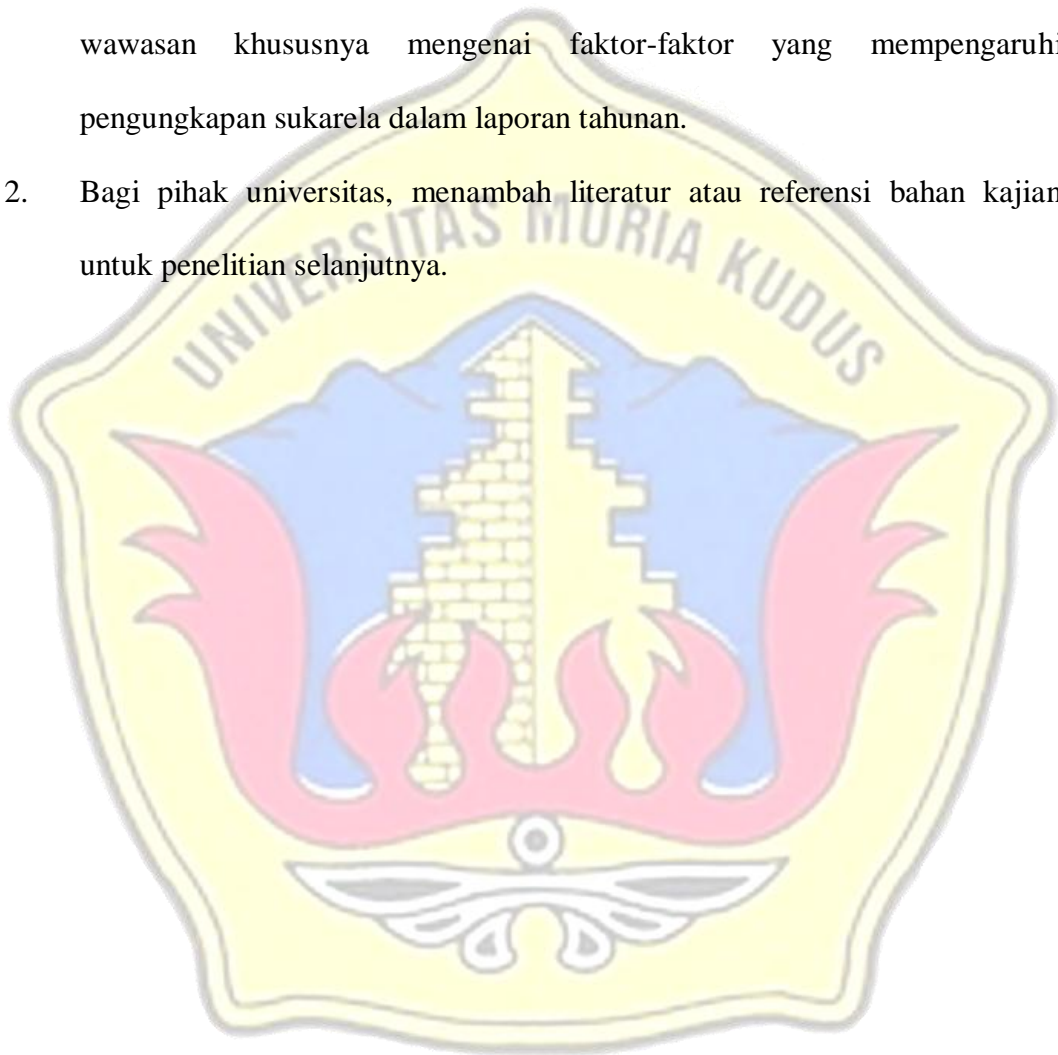 wawasan khususnya mengenai faktor-faktor yang mempengaruhi
pengungkapan sukarela dalam laporan tahunan.
2. Bagi pihak universitas, menambah literatur atau referensi bahan kajian
untuk penelitian selanjutnya.
UNIVERSITAS MURIA KUDUS